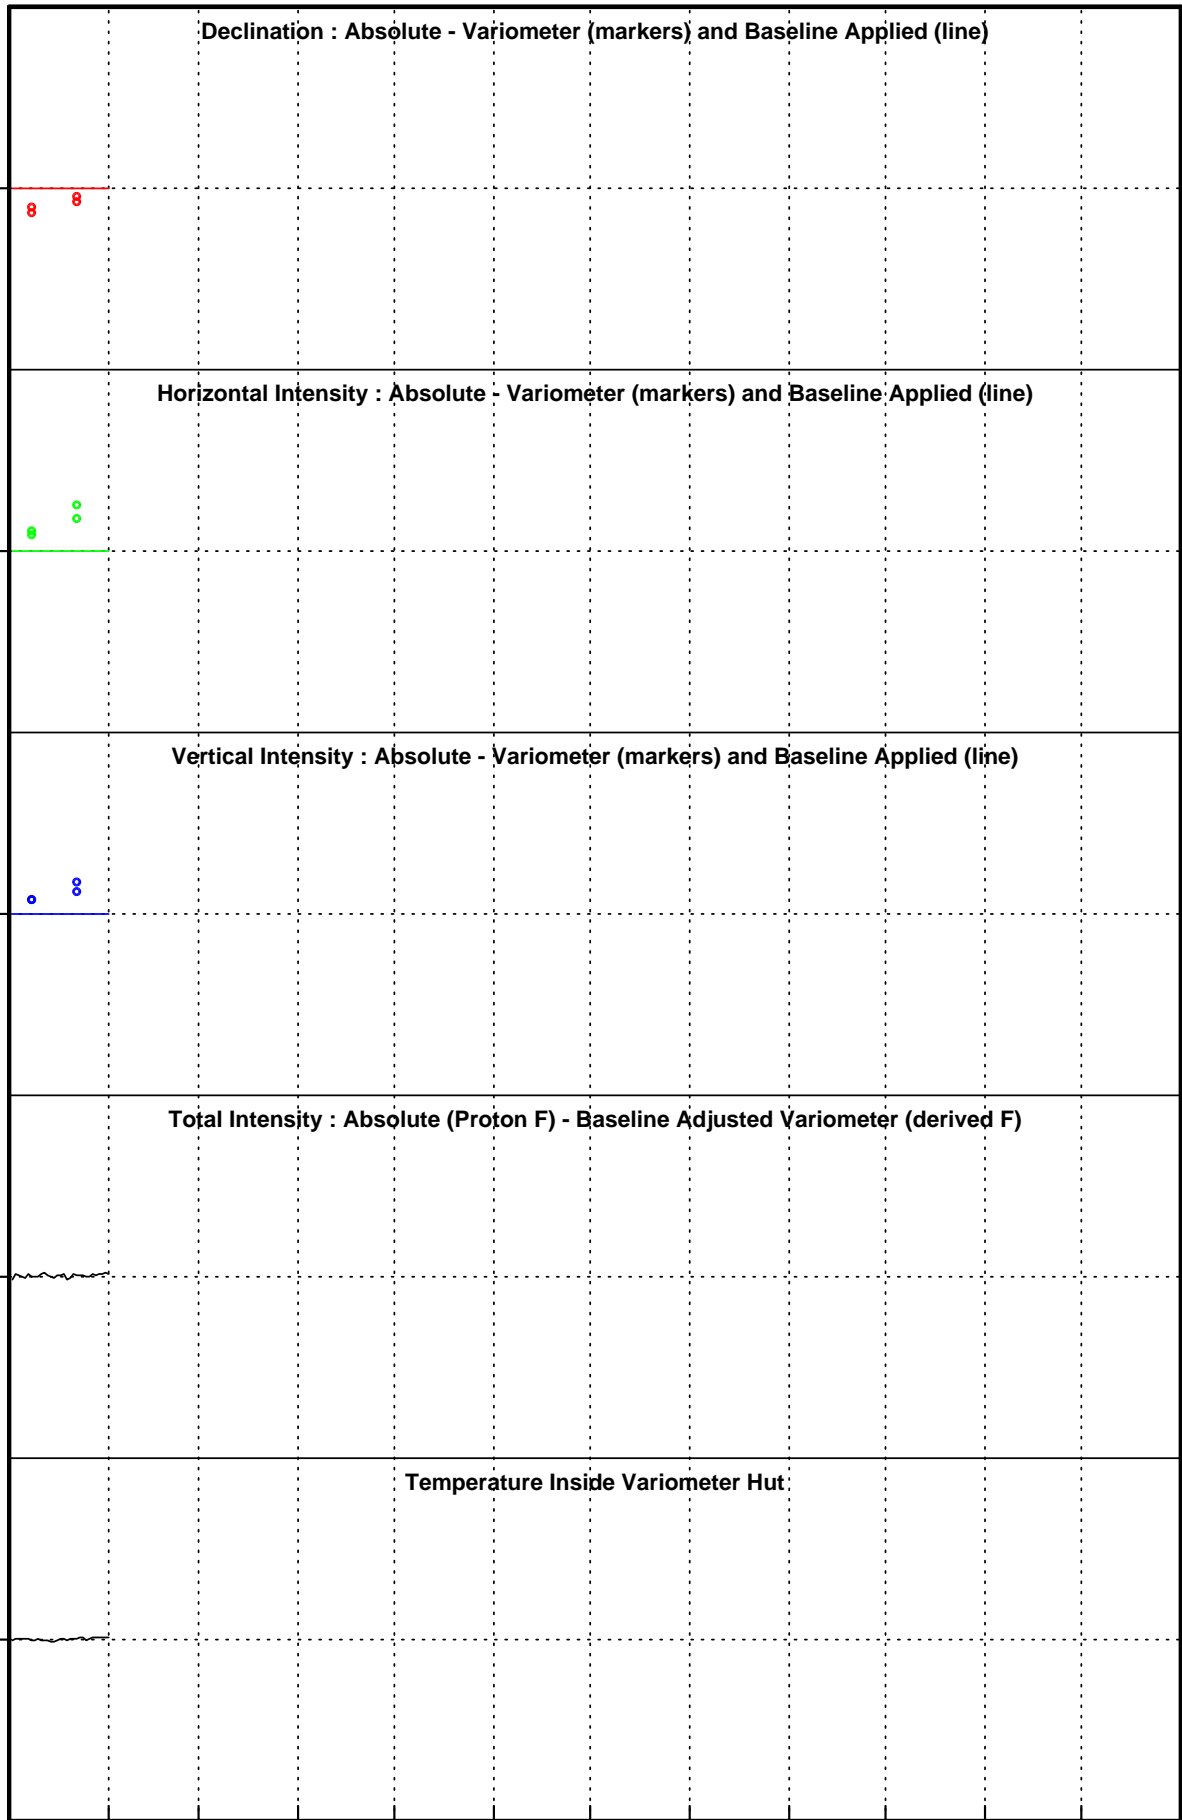 Declination : Absolute - Variometer (markers) and Baseline Applied (line)
Horizontal Intensity : Absolute - Variometer (markers) and Baseline Applied (line)
Vertical Intensity : Absolute - Variometer (markers) and Baseline Applied (line)
Total Intensity : Absolute (Proton F) - Baseline Adjusted Variometer (derived F)
Temperature Inside Variometer Hut